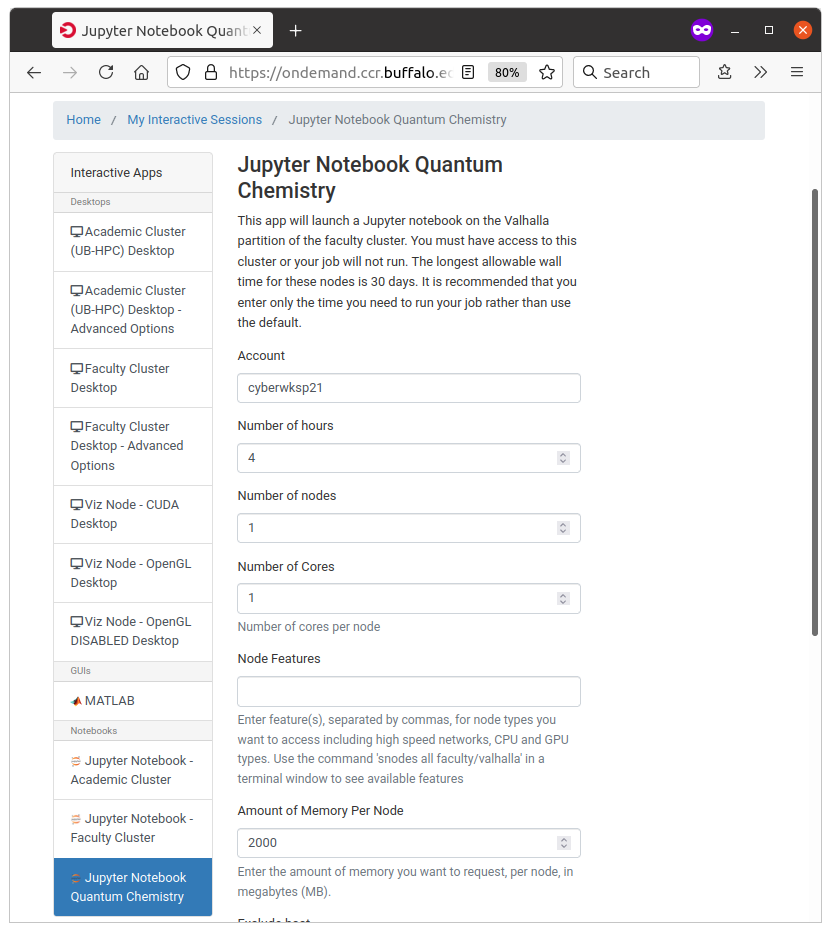 Jupyter Notebook Quant
https://ondemand.ccr.buffalo.e
80%
Search
Home / My Interactive Sessions / Jupyter Notebook Quantum Chemistry
Interactive Apps
Desktops
Academic Cluster
(UB-HPC) Desktop
Academic Cluster
(UB-HPC) Desktop -
Advanced Options
Faculty Cluster
Desktop
Faculty Cluster
Desktop - Advanced
Options
Viz Node - CUDA
Desktop
Viz Node - OpenGL
Desktop
Viz Node - OpenGL
DISABLED Desktop
GUIs
MATLAB
Notebooks
Jupyter Notebook -
Academic Cluster
Jupyter Notebook -
Faculty Cluster
Jupyter Notebook
Quantum Chemistry
Jupyter Notebook Quantum
Chemistry
This app will launch a Jupyter notebook on the Valhalla
partition of the faculty cluster. You must have access to this
cluster or your job will not run. The longest allowable wall
time for these nodes is 30 days. It is recommended that you
enter only the time you need to run your job rather than use
the default.
Account
cyberwksp21
Number of hours
4
Number of nodes
1
Number of Cores
1
Number of cores per node
Node Features
Enter feature(s), separated by commas, for node types you
want to access including high speed networks, CPU and GPU
types. Use the command 'snodes all faculty/valhalla' in a
terminal window to see available features
Amount of Memory Per Node
2000
Enter the amount of memory you want to request, per node, in
megabytes (MB).
Exclude host